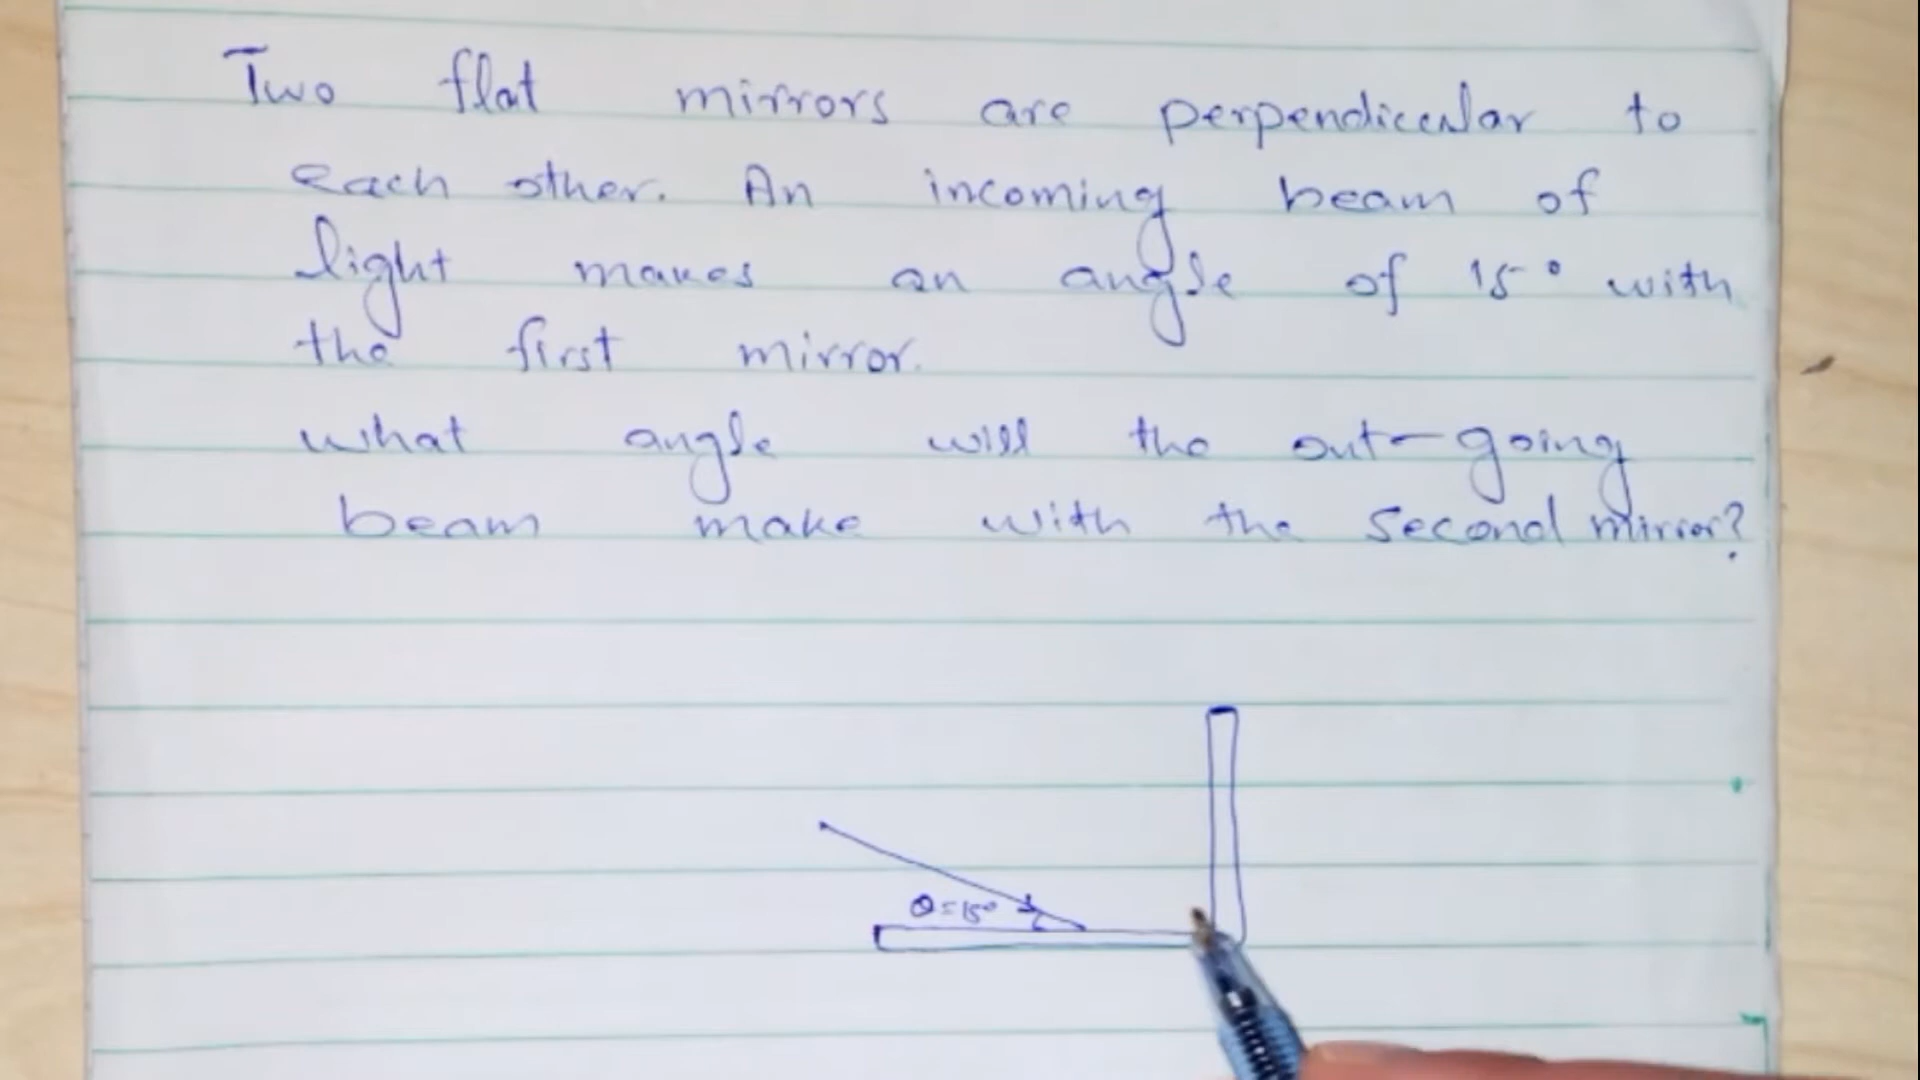 Two flat mirrors are perpendicular to
each other. An incoming beam of
light makes an angle of 15° with
the first mirror.
what angle will the out-going
beam make with the second mirror?
θ = 15°